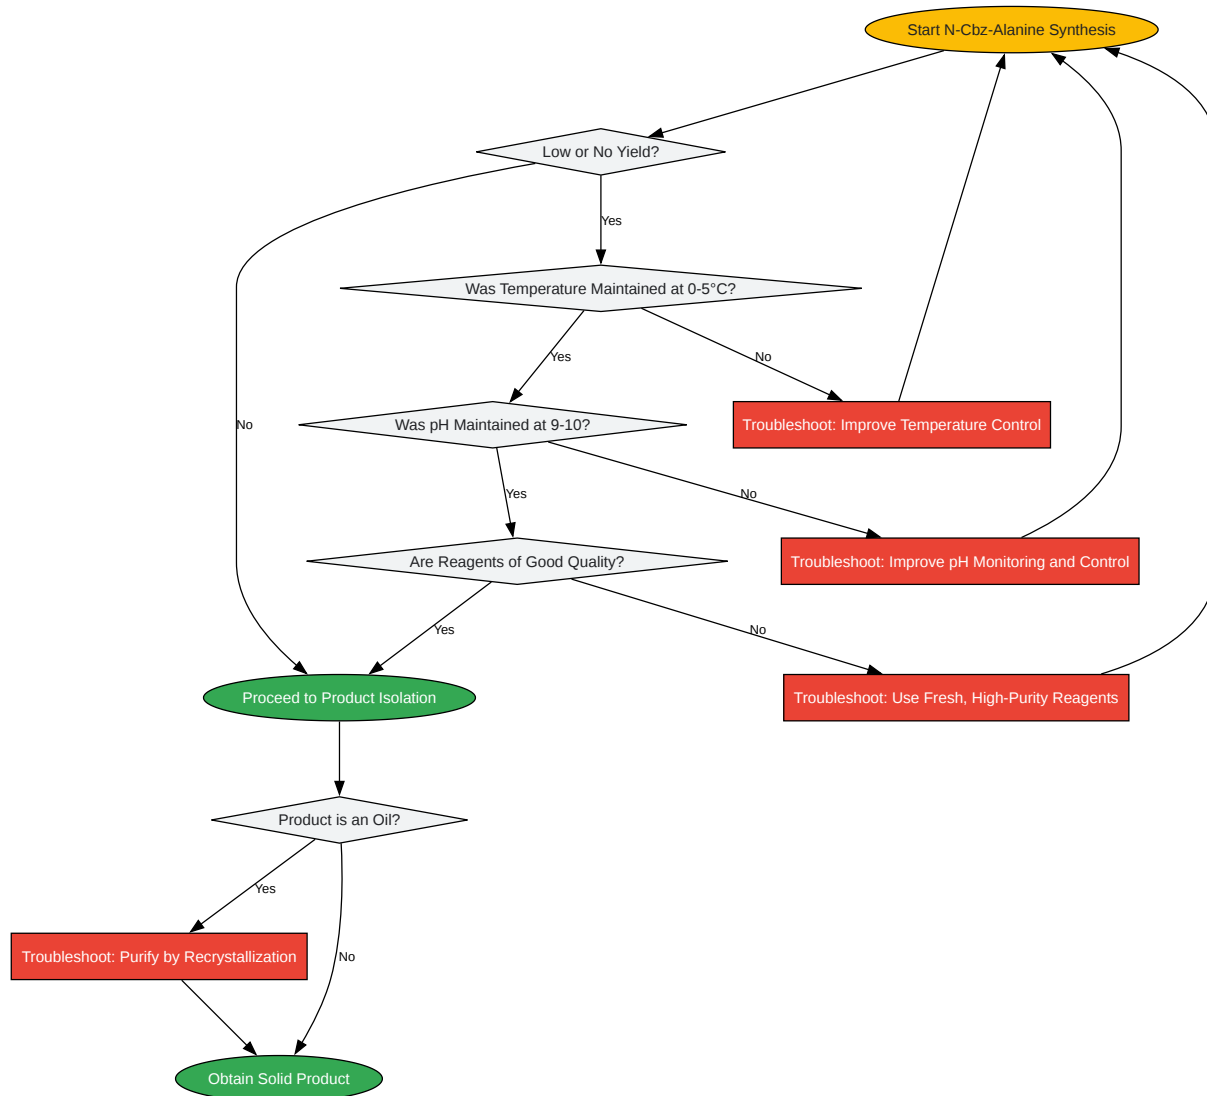 Start N-Cbz-Alanine Synthesis
Low or No Yield?
Yes
Was Temperature Maintained at 0-5°C?
Yes
No
Was pH Maintained at 9-10?
Troubleshoot: Improve Temperature Control
No
Yes
No
Are Reagents of Good Quality?
Troubleshoot: Improve pH Monitoring and Control
Yes
No
Proceed to Product Isolation
Troubleshoot: Use Fresh, High-Purity Reagents
Product is an Oil?
Yes
Troubleshoot: Purify by Recrystallization
No
Obtain Solid Product